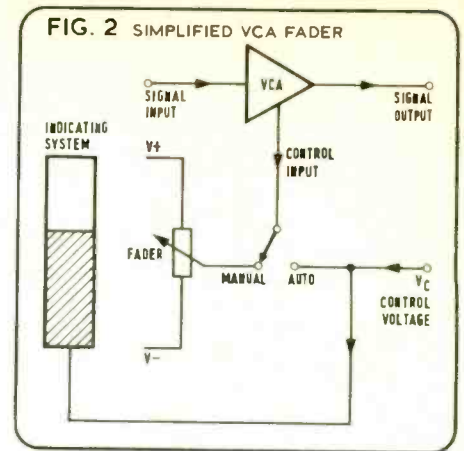 FIG. 2 SIMPLIFIED VCA FADER
VCA
SIGNAL
INPUT
SIGNAL
OUTPUT
INDICATING
SYSTEM
V+
CONTROL
INPUT
FADER
MANUAL
AUTO
VC
CONTROL
VOLTAGE
V-